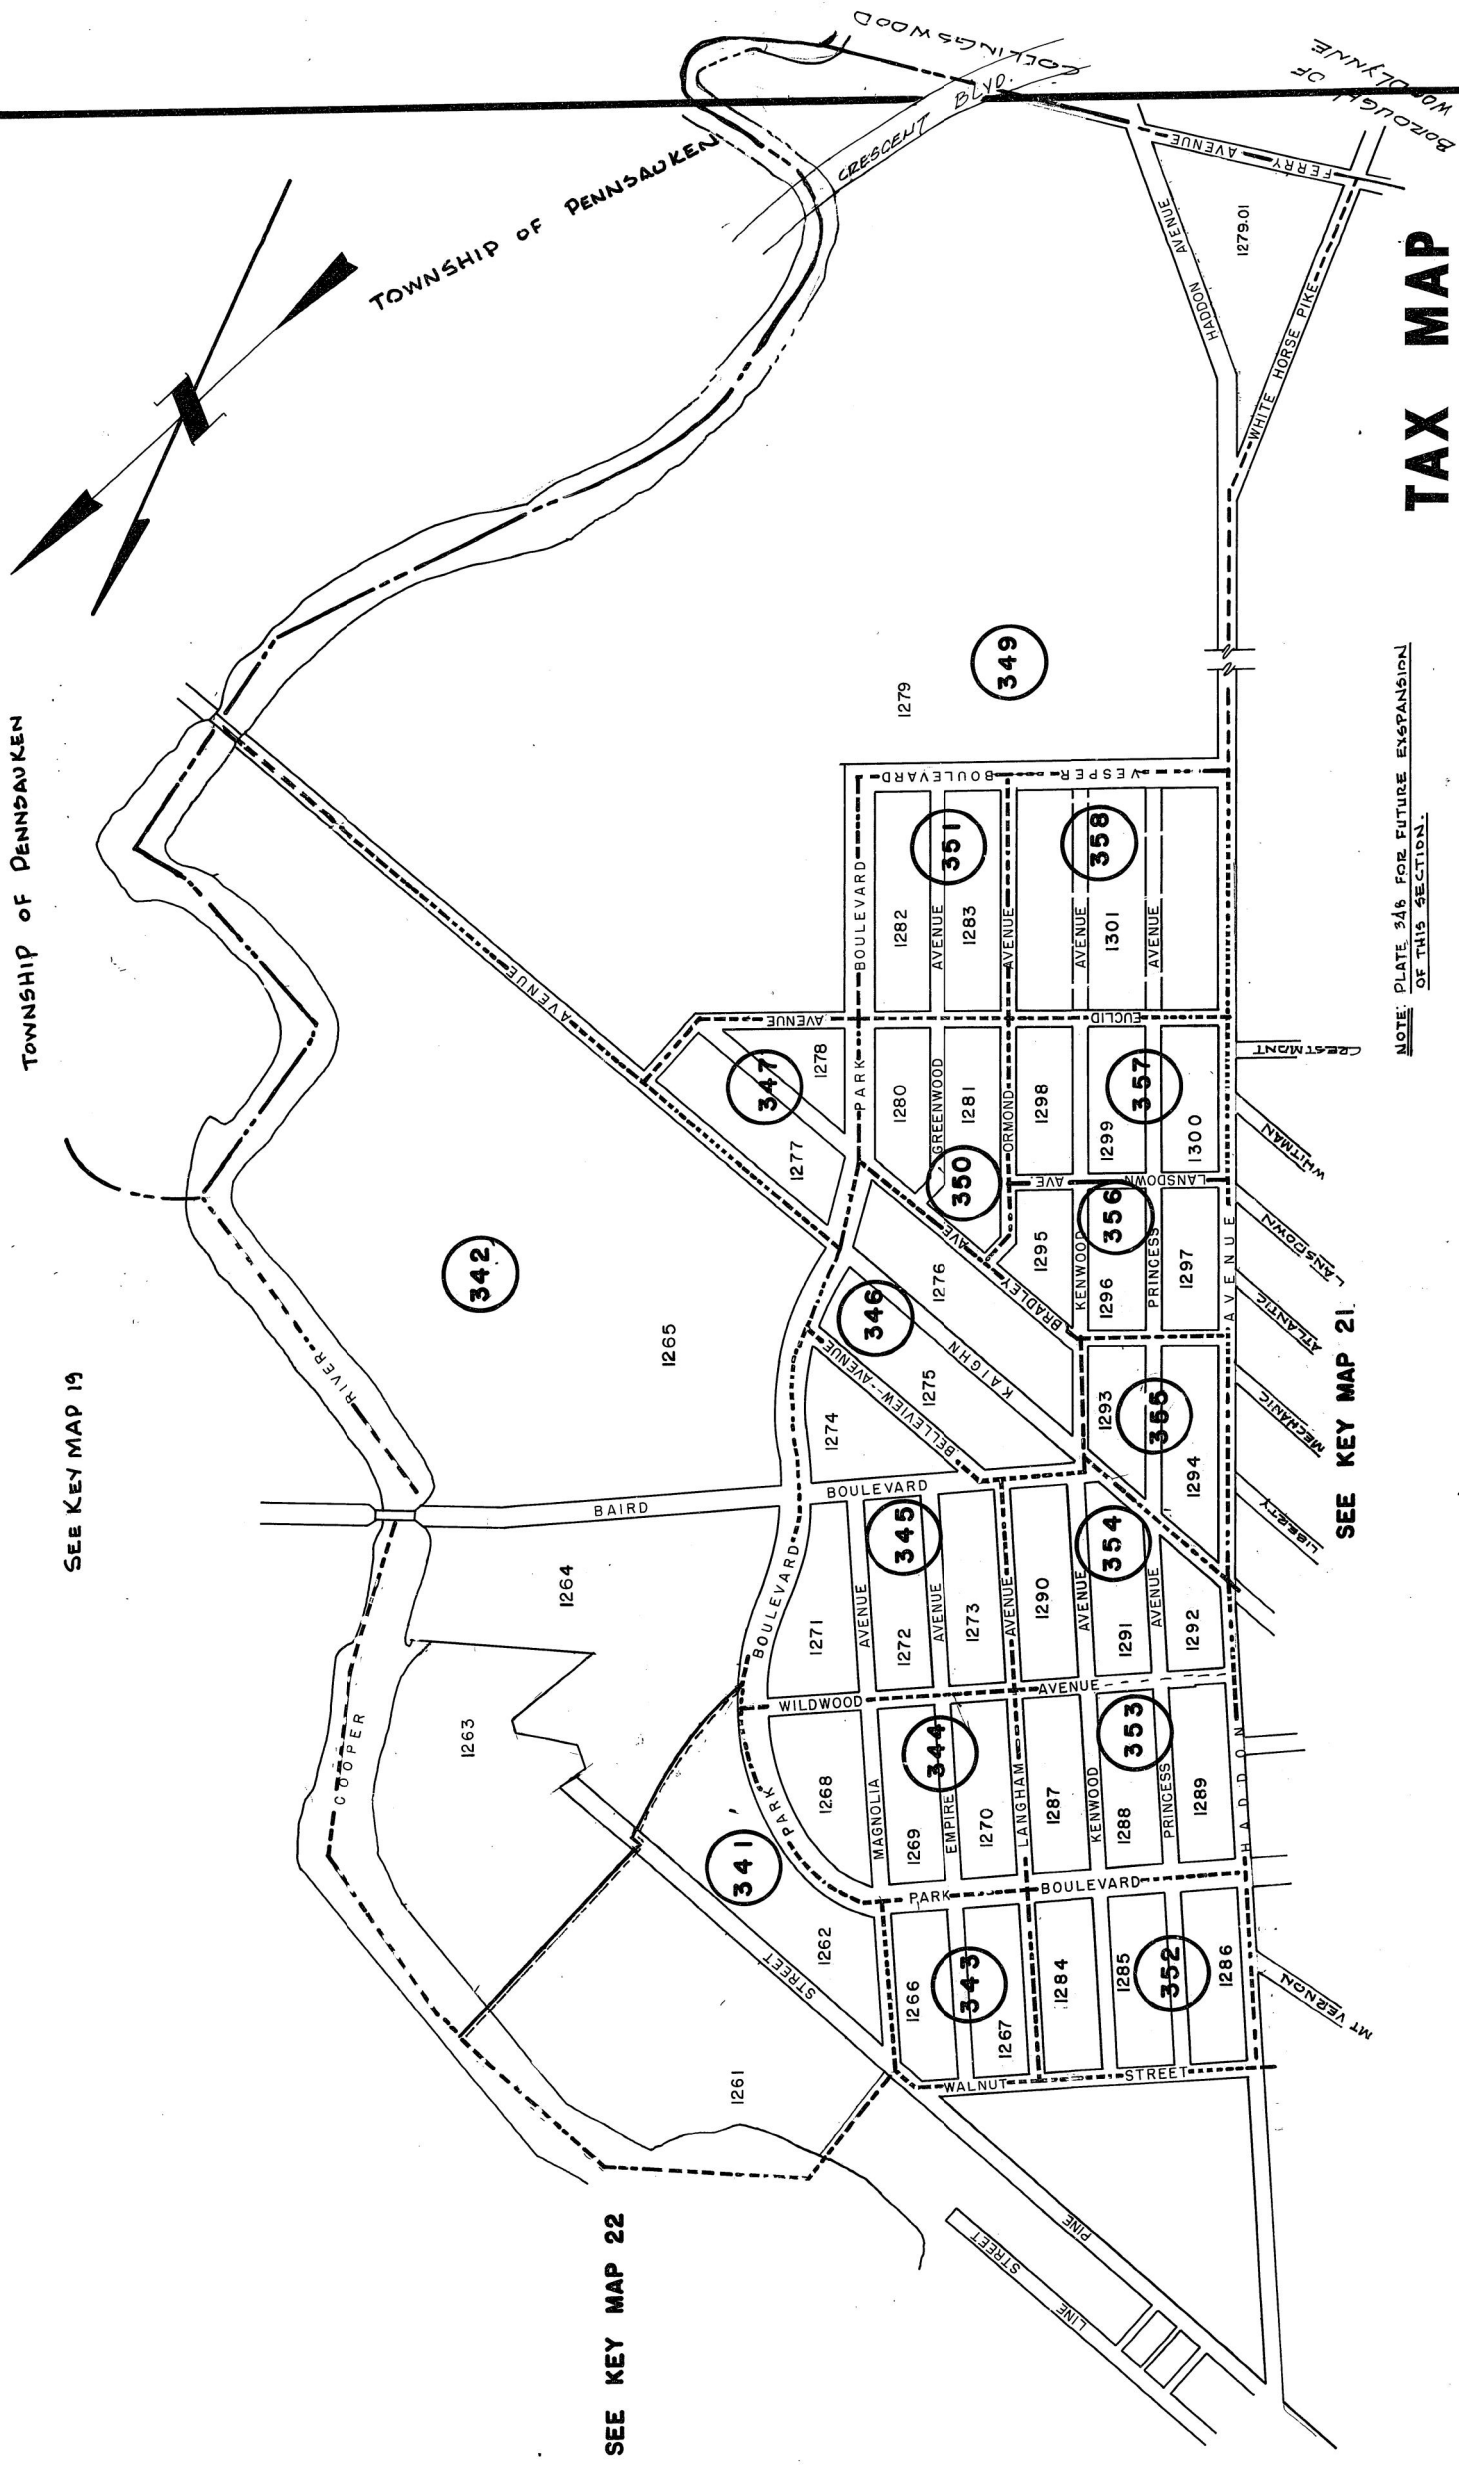 TAX MAP
NOTE: PLATE 348 FOR FUTURE EXSPANSION
OF THIS SECTION.
SEE KEY MAP 19
SEE KEY MAP 21.
SEE KEY MAP 22
TOWNSHIP OF PENNSAUKEN
TOWNSHIP OF PENNSAUKEN
COLLINGSWOOD
BOROUGH
OF
WOODLYNNE
CRESCENT BLVD.
FERRY AVENUE
HADDON AVENUE
WHITE HORSE PIKE
1279.01
COOPER RIVER
BAIRD BOULEVARD
AVENUE
STREET
PARK BOULEVARD
PARK BOULEVARD
PARK BOULEVARD
VESPER BOULEVARD
EUCLID AVENUE
LANSDOWN AVE.
BRADLEY AVE.
KAIGHN
BELLEVIEW AVENUE
WILDWOOD AVENUE
WALNUT STREET
MAGNOLIA AVENUE
EMPIRE AVENUE
LANGHAM AVENUE
KENWOOD AVENUE
PRINCESS AVENUE
GREENWOOD AVENUE
ORMOND AVENUE
KENWOOD AVENUE
PRINCESS AVENUE
HADDON AVENUE
PINE
LINE STREET
MT VERNON
LIBERTY
MECHANIC
ATLANTIC
LANSDOWN
WHITMAN
CRESTMONT
341
342
343
344
345
346
347
349
350
351
352
353
354
355
356
357
358
1261
1262
1263
1264
1265
1266
1267
1268
1269
1270
1271
1272
1273
1274
1275
1276
1277
1278
1279
1280
1281
1282
1283
1284
1285
1286
1287
1288
1289
1290
1291
1292
1293
1294
1295
1296
1297
1298
1299
1300
1301